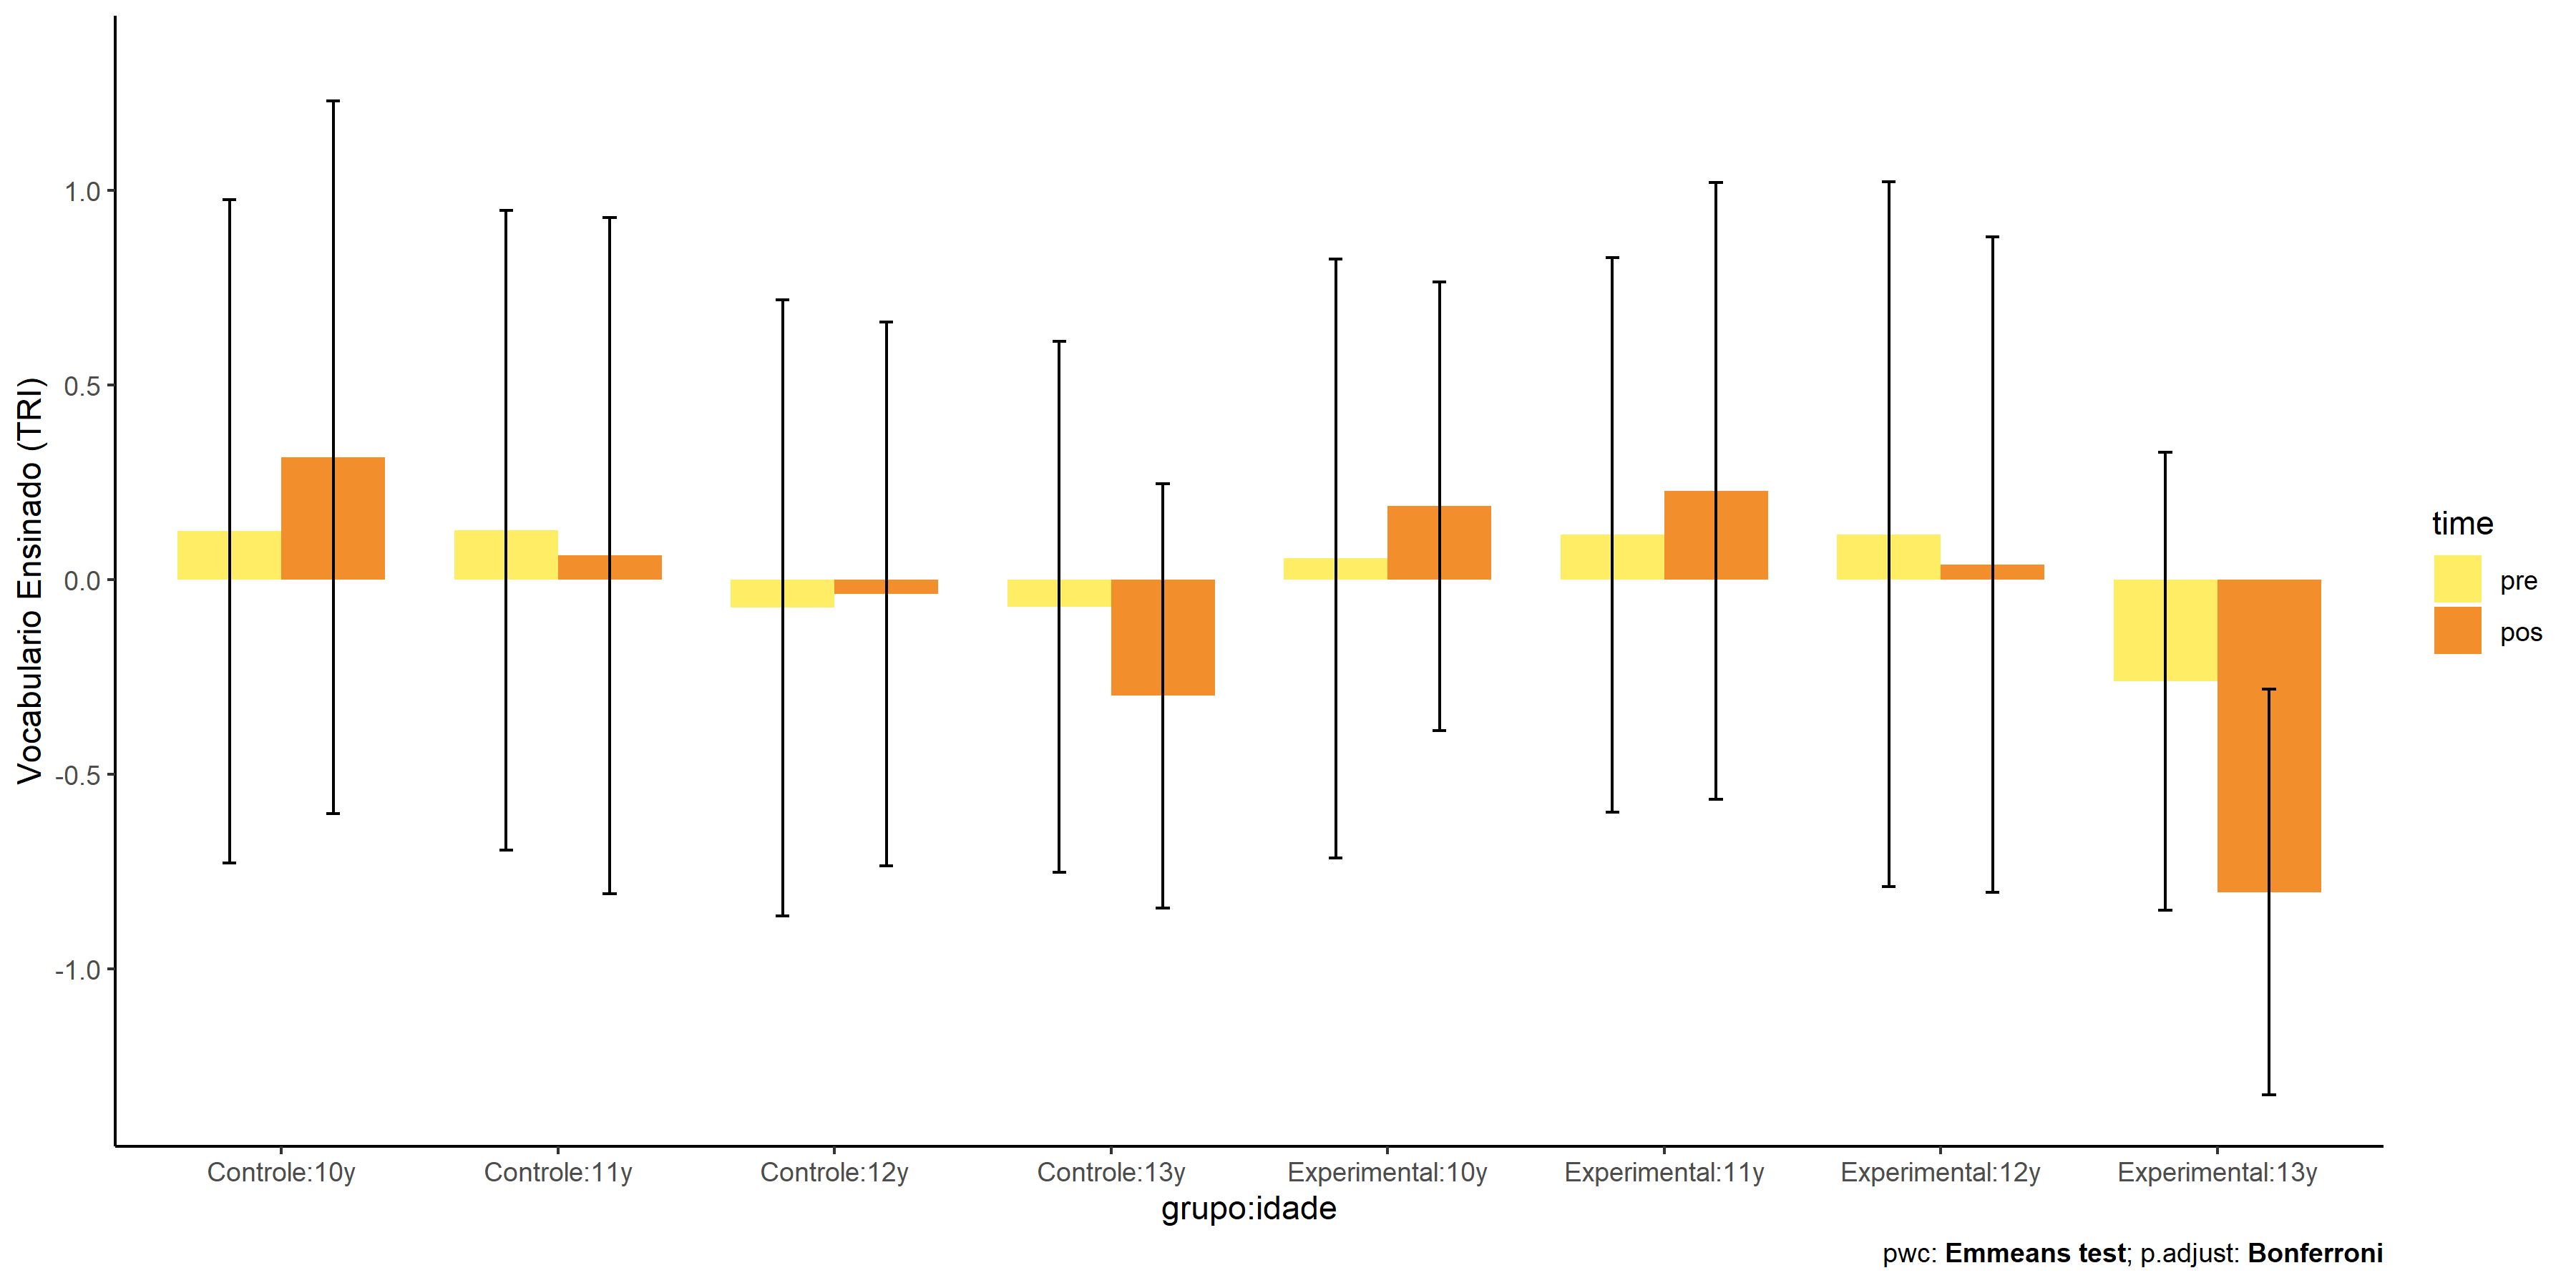 Vocabulario Ensinado (TRI)
1.0
0.5
0.0
-0.5
-1.0
Controle:10y
Controle:11y
Controle:12y
Controle:13y
Experimental:10y
Experimental:11y
Experimental:12y
Experimental:13y
grupo:idade
time
pre
pos
pwc: Emmeans test; p.adjust: Bonferroni